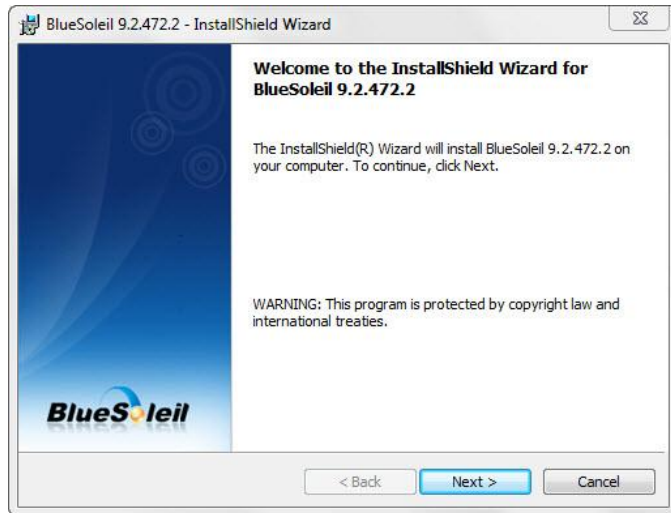 BlueSoleil 9.2.472.2 - InstallShield Wizard
Welcome to the InstallShield Wizard for
BlueSoleil 9.2.472.2
The InstallShield(R) Wizard will install BlueSoleil 9.2.472.2 on
your computer. To continue, click Next.
WARNING: This program is protected by copyright law and
international treaties.
BlueSoleil
< Back
Next >
Cancel